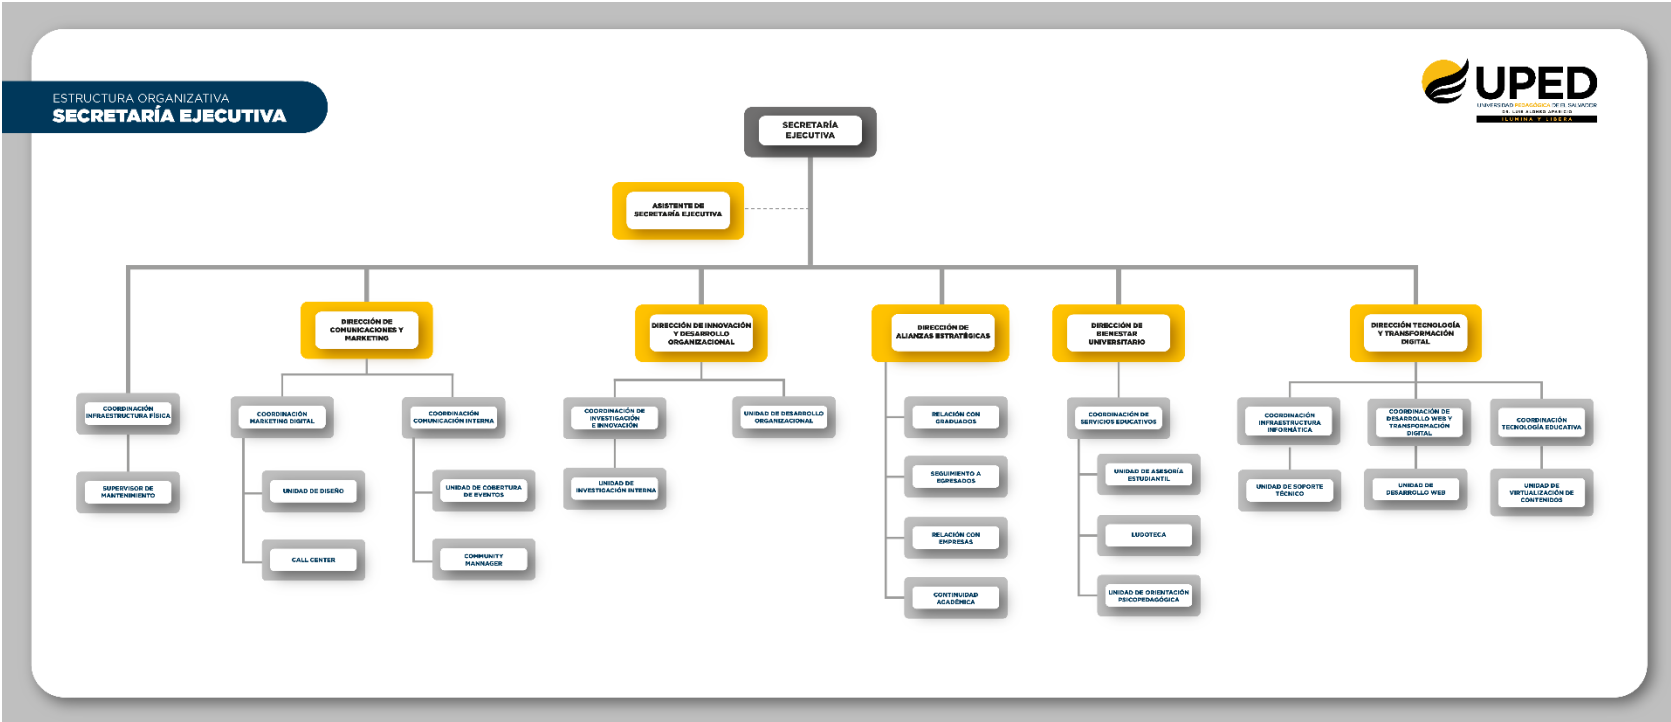 ESTRUCTURA ORGANIZATIVA
SECRETARÍA EJECUTIVA
UPED
UNIVERSIDAD PEDAGÓGICA DE EL SALVADOR
DR. LUIS ALONSO APARICIO
ILUMINA Y LIBERA
SECRETARÍA
EJECUTIVA
ASISTENTE DE
SECRETARÍA EJECUTIVA
DIRECCIÓN DE
COMUNICACIONES Y
MARKETING
DIRECCIÓN DE INNOVACIÓN
Y DESARROLLO
ORGANIZACIONAL
DIRECCIÓN DE
ALIANZAS ESTRATÉGICAS
DIRECCIÓN DE
BIENESTAR
UNIVERSITARIO
DIRECCIÓN TECNOLOGÍA
Y TRANSFORMACIÓN
DIGITAL
COORDINACIÓN
INFRAESTRUCTURA FÍSICA
SUPERVISOR DE
MANTENIMIENTO
COORDINACIÓN
MARKETING DIGITAL
UNIDAD DE DISEÑO
CALL CENTER
COORDINACIÓN
COMUNICACIÓN INTERNA
UNIDAD DE COBERTURA
DE EVENTOS
COMMUNITY
MANNAGER
COORDINACIÓN DE
INVESTIGACIÓN
E INNOVACIÓN
UNIDAD DE
INVESTIGACIÓN INTERNA
UNIDAD DE DESARROLLO
ORGANIZACIONAL
RELACIÓN CON
GRADUADOS
SEGUIMIENTO A
EGRESADOS
RELACIÓN CON
EMPRESAS
CONTINUIDAD
ACADÉMICA
COORDINACIÓN DE
SERVICIOS EDUCATIVOS
UNIDAD DE ASESORÍA
ESTUDIANTIL
LUDOTECA
UNIDAD DE ORIENTACIÓN
PSICOPEDAGÓGICA
COORDINACIÓN
INFRAESTRUCTURA
INFORMÁTICA
UNIDAD DE SOPORTE
TÉCNICO
COORDINACIÓN DE
DESARROLLO WEB Y
TRANSFORMACIÓN
DIGITAL
UNIDAD DE
DESARROLLO WEB
COORDINACIÓN
TECNOLOGÍA EDUCATIVA
UNIDAD DE
VIRTUALIZACIÓN DE
CONTENIDOS